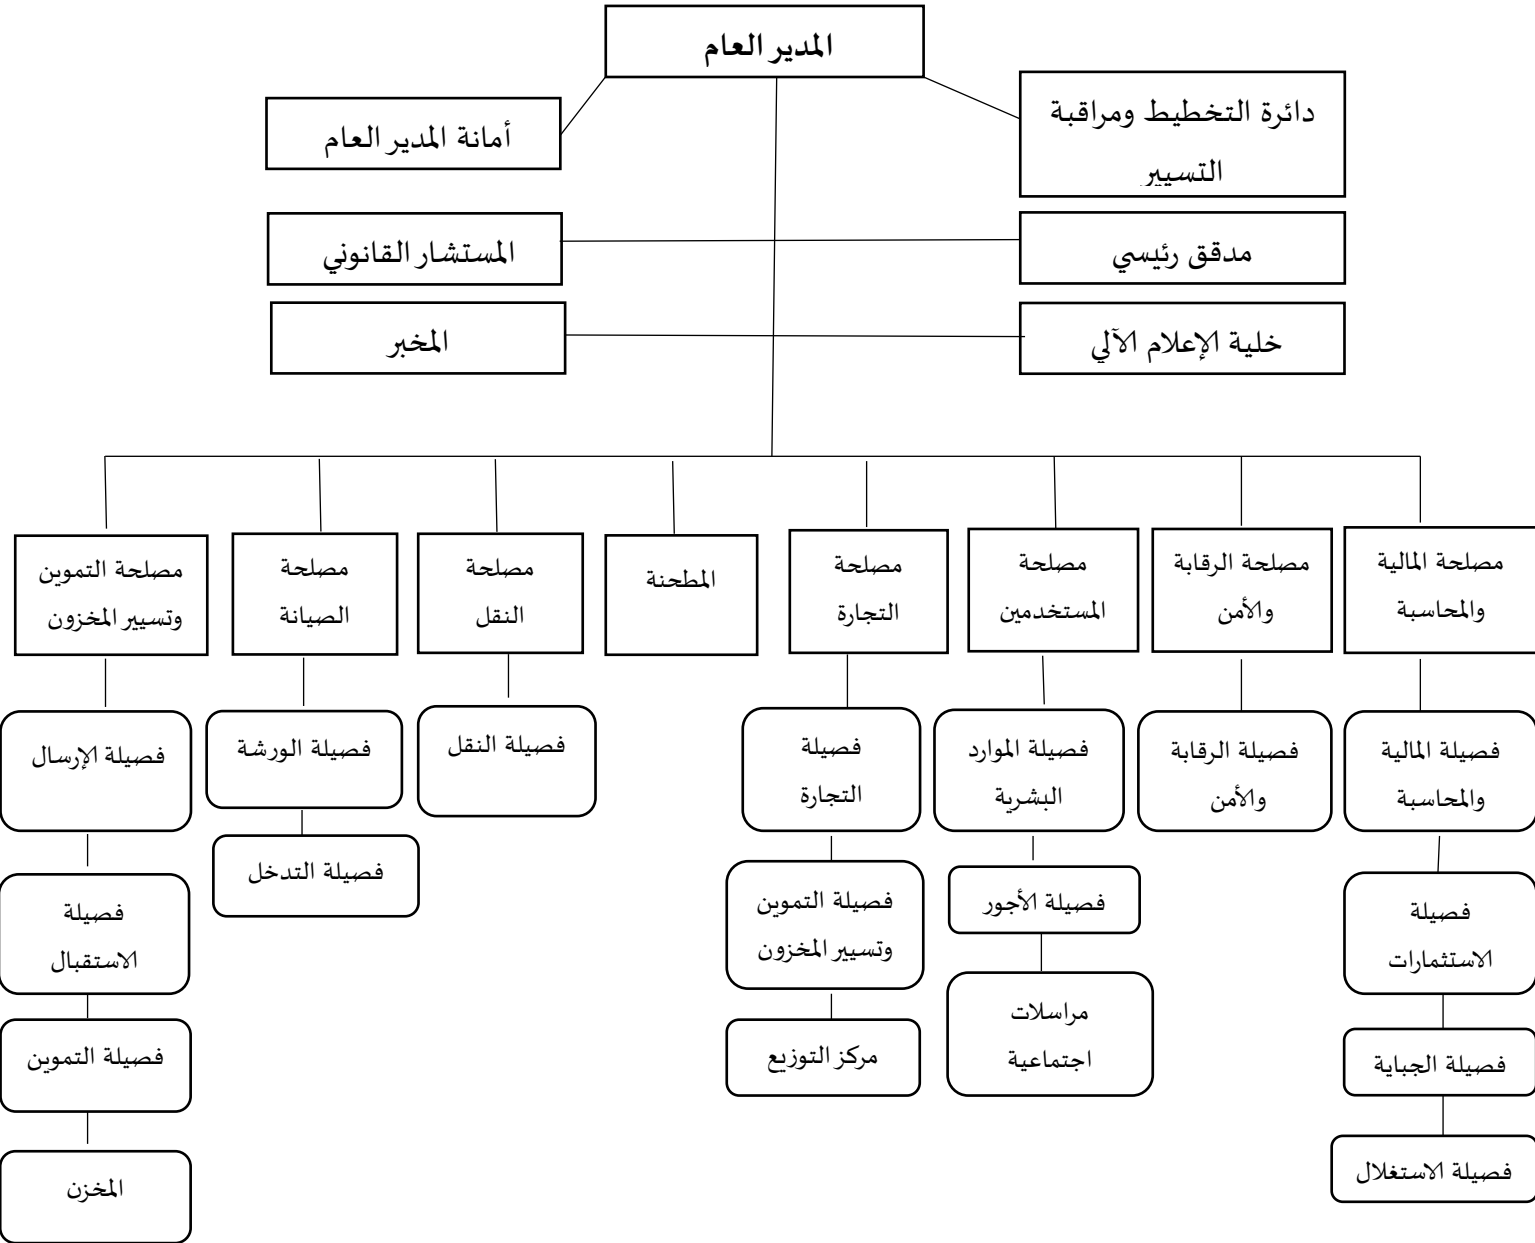 المدير العام
دائرة التخطيط ومراقبة
التسيير
أمانة المدير العام
مدقق رئيسي
المستشار القانوني
خلية الإعلام الآلي
المخبر
مصلحة المالية
والمحاسبة
مصلحة الرقابة
والأمن
مصلحة
المستخدمين
مصلحة
التجارة
المطحنة
مصلحة
النقل
مصلحة
الصيانة
مصلحة التموين
وتسيير المخزون
فصيلة المالية
والمحاسبة
فصيلة الرقابة
والأمن
فصيلة الموارد
البشرية
فصيلة
التجارة
فصيلة النقل
فصيلة الورشة
فصيلة الإرسال
فصيلة
الاستثمارات
فصيلة الأجور
فصيلة التموين
وتسيير المخزون
فصيلة التدخل
فصيلة
الاستقبال
فصيلة الجباية
مراسلات
اجتماعية
مركز التوزيع
فصيلة التموين
فصيلة الاستغلال
المخزن